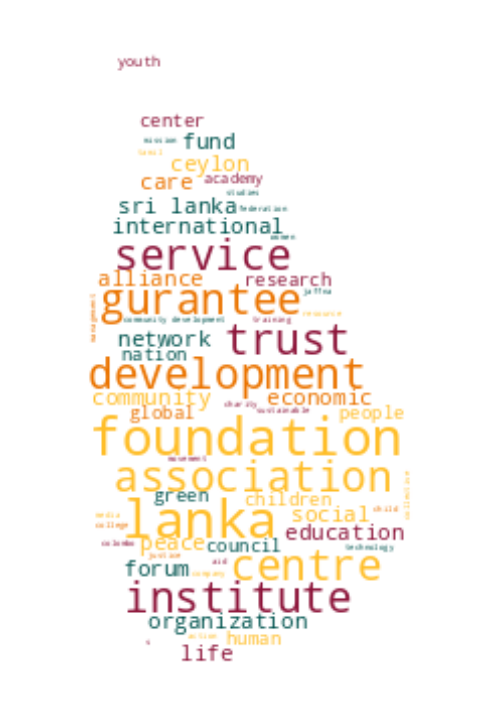 youth
center
mission fund
tamil
ceylon
care academy
studies
sri lanka federation
international
women
service
alliance research
gurantee jaffna
management
community development training resource
network trust
nation
development
community economic
global charity people
sustainable
foundation
movement
association
collective
green children
lanka social child
media
college education
colombo peace council technology
justice
forum aid centre
company
institute
organization
active human
s
life